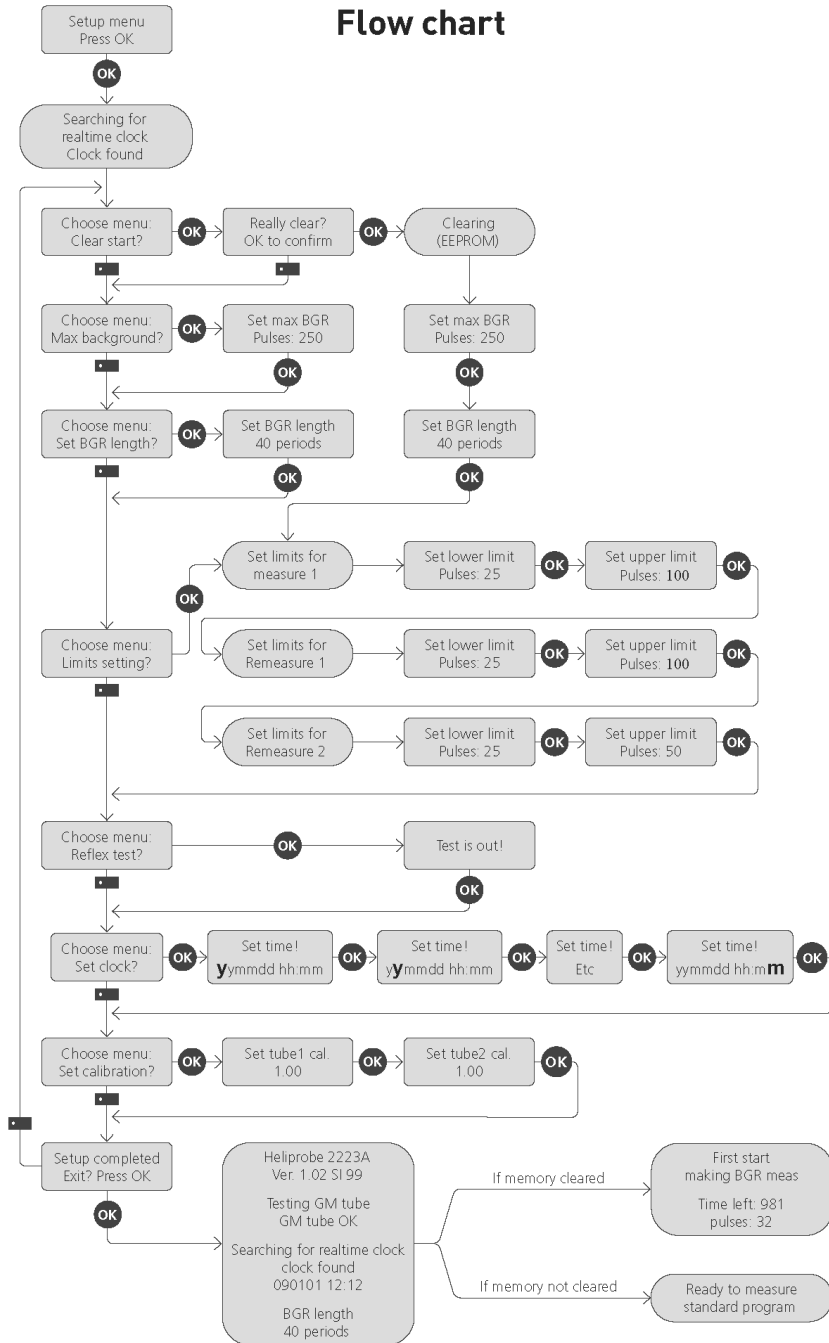 Flow chart
Setup menu
Press OK
OK
Searching for
realtime clock
Clock found
Choose menu:
Clear start?
OK
Really clear?
OK to confirm
OK
Clearing
(EEPROM)
Choose menu:
Max background?
OK
Set max BGR
Pulses: 250
OK
Set max BGR
Pulses: 250
OK
Choose menu:
Set BGR length?
OK
Set BGR length
40 periods
OK
Set BGR length
40 periods
OK
Set limits for
measure 1
Set lower limit
Pulses: 25
OK
Set upper limit
Pulses: 100
OK
OK
Choose menu:
Limits setting?
Set limits for
Remeasure 1
Set lower limit
Pulses: 25
OK
Set upper limit
Pulses: 100
OK
Set limits for
Remeasure 2
Set lower limit
Pulses: 25
OK
Set upper limit
Pulses: 50
OK
Choose menu:
Reflex test?
OK
Test is out!
OK
Choose menu:
Set clock?
OK
Set time!
yymmdd hh:mm
OK
Set time!
yymmdd hh:mm
OK
Set time!
Etc
OK
Set time!
yymmdd hh:mm
OK
Choose menu:
Set calibration?
OK
Set tube1 cal.
1.00
OK
Set tube2 cal.
1.00
OK
Setup completed
Exit? Press OK
OK
Heliprobe 2223A
Ver. 1.02 SI 99
Testing GM tube
GM tube OK
Searching for realtime clock
clock found
090101 12:12
BGR length
40 periods
If memory cleared
First start
making BGR meas
Time left: 981
pulses: 32
If memory not cleared
Ready to measure
standard program